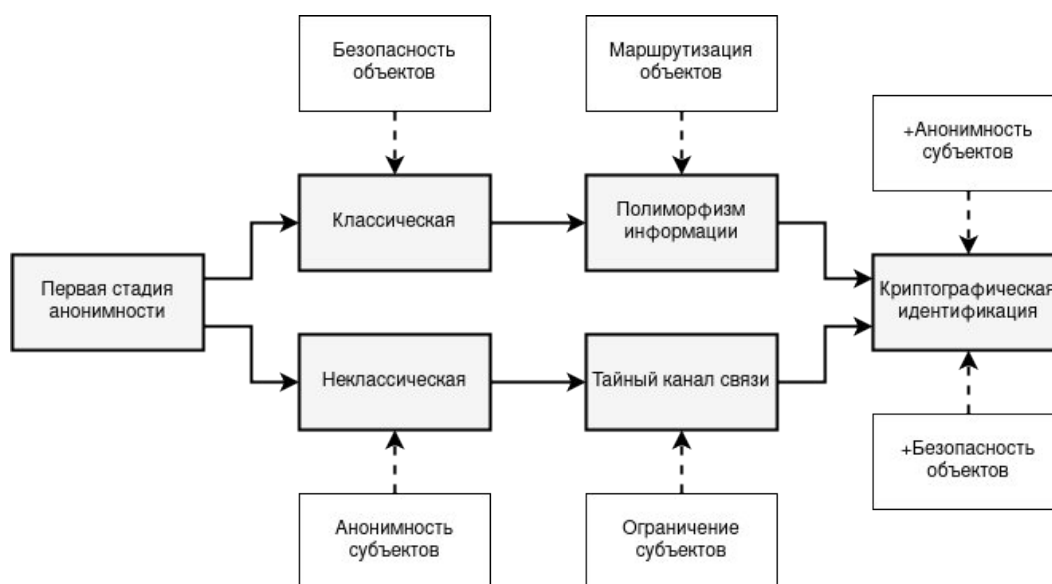 Безопасность
объектов
Маршрутизация
объектов
+Анонимность
субъектов
Классическая
Полиморфизм
информации
Первая стадия
анонимности
Криптографическая
идентификация
Неклассическая
Тайный канал связи
+Безопасность
объектов
Анонимность
субъектов
Ограничение
субъектов